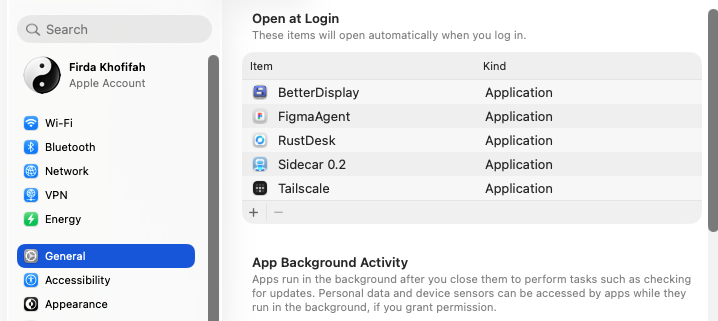 Search
Firda Khofifah
Apple Account
Wi-Fi
Bluetooth
Network
VPN
Energy
General
Accessibility
Appearance
Open at Login
These items will open automatically when you log in.
Item Kind
BetterDisplay Application
FigmaAgent Application
RustDesk Application
Sidecar 0.2 Application
Tailscale Application
App Background Activity
Apps run in the background after you close them to perform tasks such as checking
for updates. Personal data and device sensors can be accessed by apps while they
run in the background, if you grant permission.